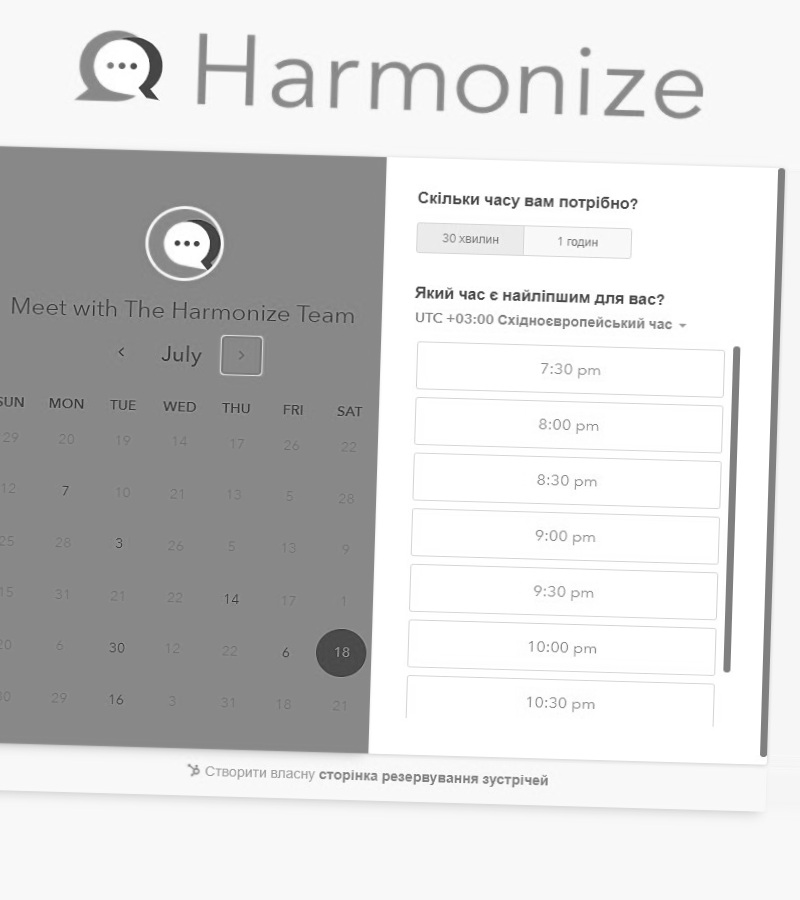 Harmonize
Meet with The Harmonize Team
July
SUN MON TUE WED THU FRI SAT
29 20 19 14 17 26 22
12 7 10 21 13 5 28
25 28 3 26 5 13 9
15 31 21 22 14 17 1
20 6 30 12 22 6 18
30 29 16 3 31 18 21
Скільки часу вам потрібно?
30 хвилин 1 годин
Який час є найліпшим для вас?
UTC +03:00 Східноєвропейський час
7:30 pm
8:00 pm
8:30 pm
9:00 pm
9:30 pm
10:00 pm
10:30 pm
Створити власну сторінка резервування зустрічей